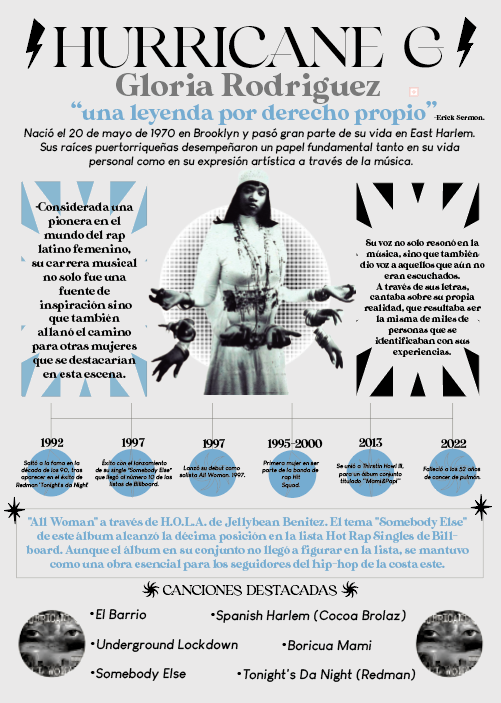 HURRICANE G
Gloria Rodriguez
“una leyenda por derecho propio”
-Erick Sermon.
Nació el 20 de mayo de 1970 en Brooklyn y pasó gran parte de su vida en East Harlem.
Sus raíces puertorriqueñas desempeñaron un papel fundamental tanto en su vida
personal como en su expresión artística a través de la música.
·Considerada una
pionera en el
mundo del rap
latino femenino,
su carrera musical
no solo fue una
fuente de
inspiración sino
que también
allanó el camino
para otras mujeres
que se destacarían
en esta escena.
Su voz no solo resonó en la
música, sino que también
dio voz a aquellos que aún no
eran escuchados.
A través de sus letras,
cantaba sobre su propia
realidad, que resultaba ser
la misma de miles de
personas que se
identificaban con sus
experiencias.
1992
Saltó a la fama en la
década de los 90, tras
aparecer en el éxito de
Redman "Tonight's da Night
1997
Éxito con el lanzamiento
de su single "Somebody Else"
que llegó al número 10 de las
listas de Billboard.
1997
Lanzó su debut como
solista All Woman. 1997.
1995-2000
Primera mujer en ser
parte de la banda de
rap Hit
Squad.
2013
Se unió a Thirstin Howl III,
para un álbum conjunto
titulado "Mami&Papi"
2022
Falleció a los 52 años
de cancer de pulmón.
"All Woman" a través de H.O.L.A. de Jellybean Benitez. El tema "Somebody Else"
de este álbum alcanzó la décima posición en la lista Hot Rap Singles de Bill-
board. Aunque el álbum en su conjunto no llegó a figurar en la lista, se mantuvo
como una obra esencial para los seguidores del hip-hop de la costa este.
CANCIONES DESTACADAS
•El Barrio
•Spanish Harlem (Cocoa Brolaz)
•Underground Lockdown
•Boricua Mami
•Somebody Else
•Tonight's Da Night (Redman)